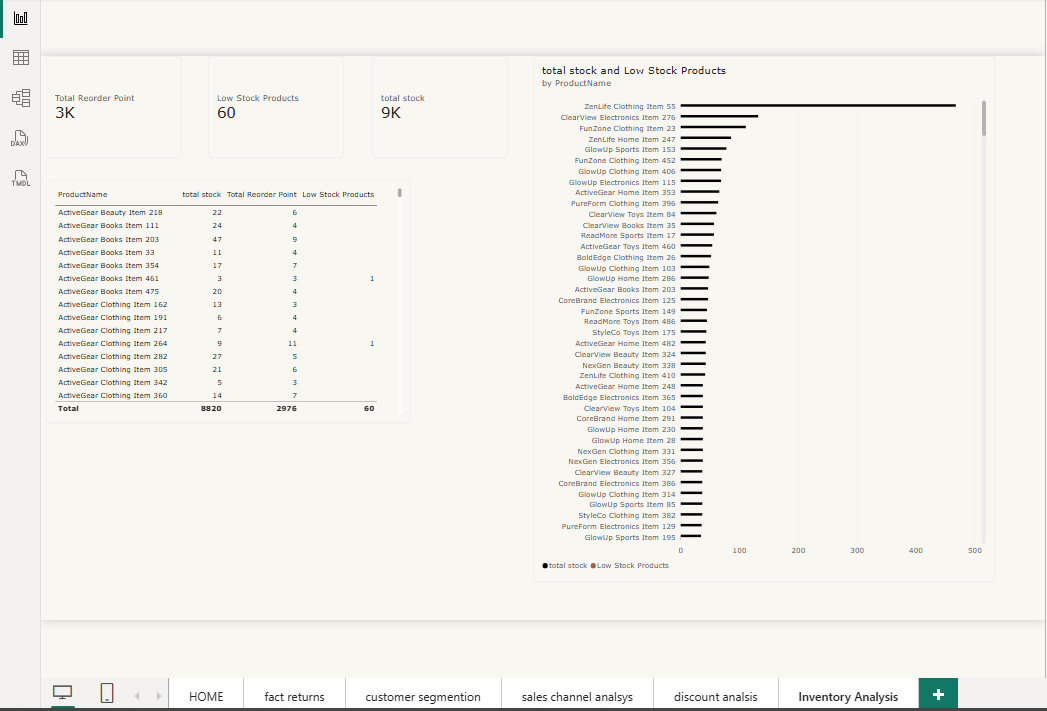 Total Reorder Point
3K
Low Stock Products
60
total stock
9K
ProductName total stock Total Reorder Point Low Stock Products
ActiveGear Beauty Item 218 22 6
ActiveGear Books Item 111 24 4
ActiveGear Books Item 203 47 9
ActiveGear Books Item 33 11 4
ActiveGear Books Item 354 17 7
ActiveGear Books Item 461 3 3 1
ActiveGear Books Item 475 20 4
ActiveGear Clothing Item 162 13 3
ActiveGear Clothing Item 191 6 4
ActiveGear Clothing Item 217 7 4
ActiveGear Clothing Item 264 9 11 1
ActiveGear Clothing Item 282 27 5
ActiveGear Clothing Item 305 21 6
ActiveGear Clothing Item 342 5 3
ActiveGear Clothing Item 360 14 7
Total 8820 2976 60
total stock and Low Stock Products
by ProductName
ZenLife Clothing Item 55
ClearView Electronics Item 276
FunZone Clothing Item 23
ZenLife Home Item 247
GlowUp Sports Item 153
FunZone Clothing Item 452
GlowUp Clothing Item 406
GlowUp Electronics Item 115
ActiveGear Home Item 353
PureForm Clothing Item 396
ClearView Toys Item 84
ClearView Books Item 35
ReadMore Sports Item 17
ActiveGear Toys Item 460
BoldEdge Clothing Item 26
GlowUp Clothing Item 103
GlowUp Home Item 286
ActiveGear Books Item 203
CoreBrand Electronics Item 125
FunZone Sports Item 149
ReadMore Toys Item 486
StyleCo Toys Item 175
ActiveGear Home Item 482
ClearView Beauty Item 324
NexGen Beauty Item 338
ZenLife Clothing Item 410
ActiveGear Home Item 248
BoldEdge Electronics Item 365
ClearView Toys Item 104
CoreBrand Home Item 291
GlowUp Home Item 230
GlowUp Home Item 28
NexGen Clothing Item 331
NexGen Electronics Item 356
ClearView Beauty Item 327
CoreBrand Electronics Item 386
GlowUp Clothing Item 314
GlowUp Sports Item 85
StyleCo Clothing Item 382
PureForm Electronics Item 129
GlowUp Sports Item 195
0 100 200 300 400 500
total stock Low Stock Products
DAX
TMDL
HOME
fact returns
customer segmention
sales channel analsys
discount analsis
Inventory Analysis
+